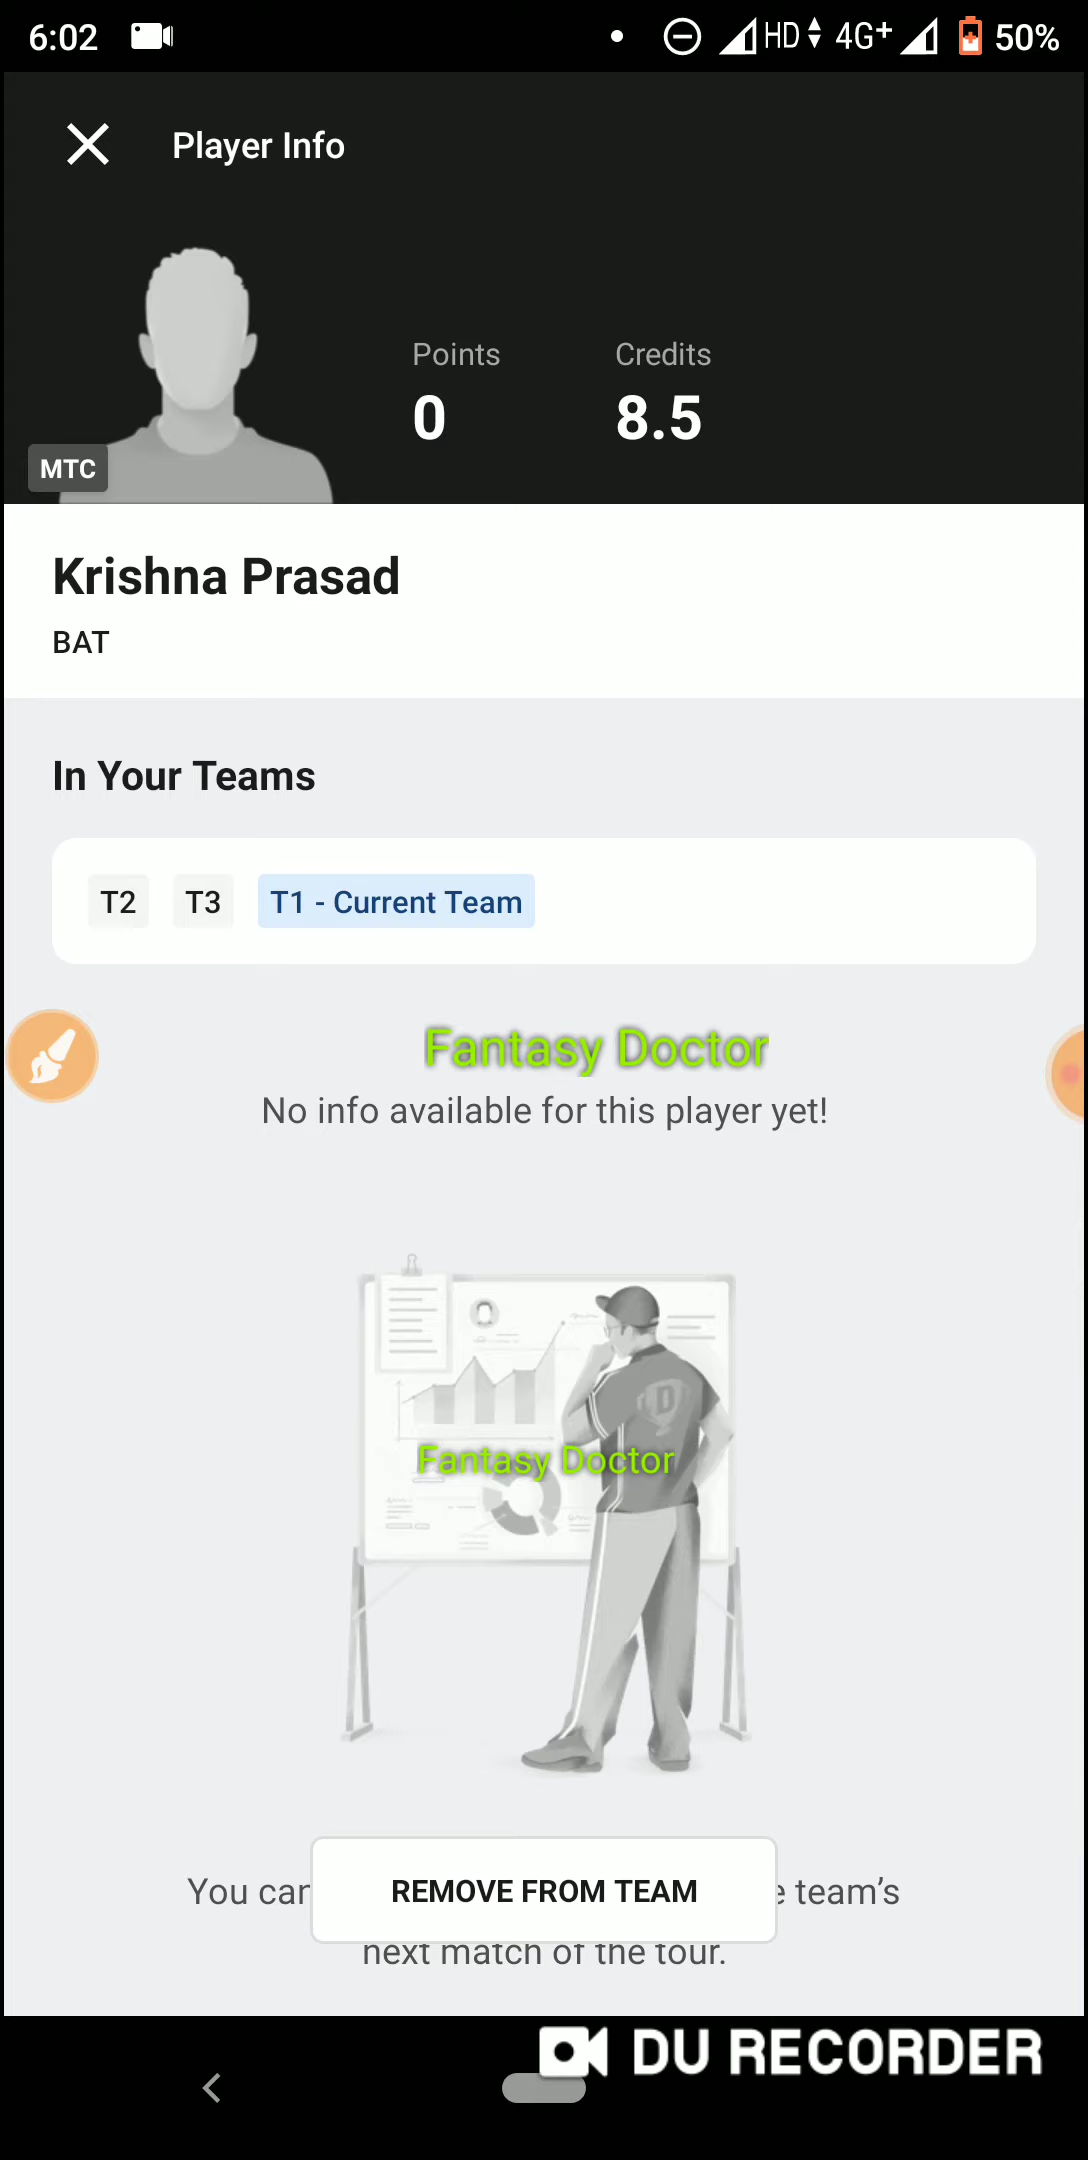 6:02 HD 4G+ 50%
Player Info
Points Credits
0 8.5
MTC
Krishna Prasad
BAT
In Your Teams
T2 T3 T1 - Current Team
Fantasy Doctor
No info available for this player yet!
D
Fantasy Doctor
You can
REMOVE FROM TEAM
team's
next match of the tour.
DU RECORDER